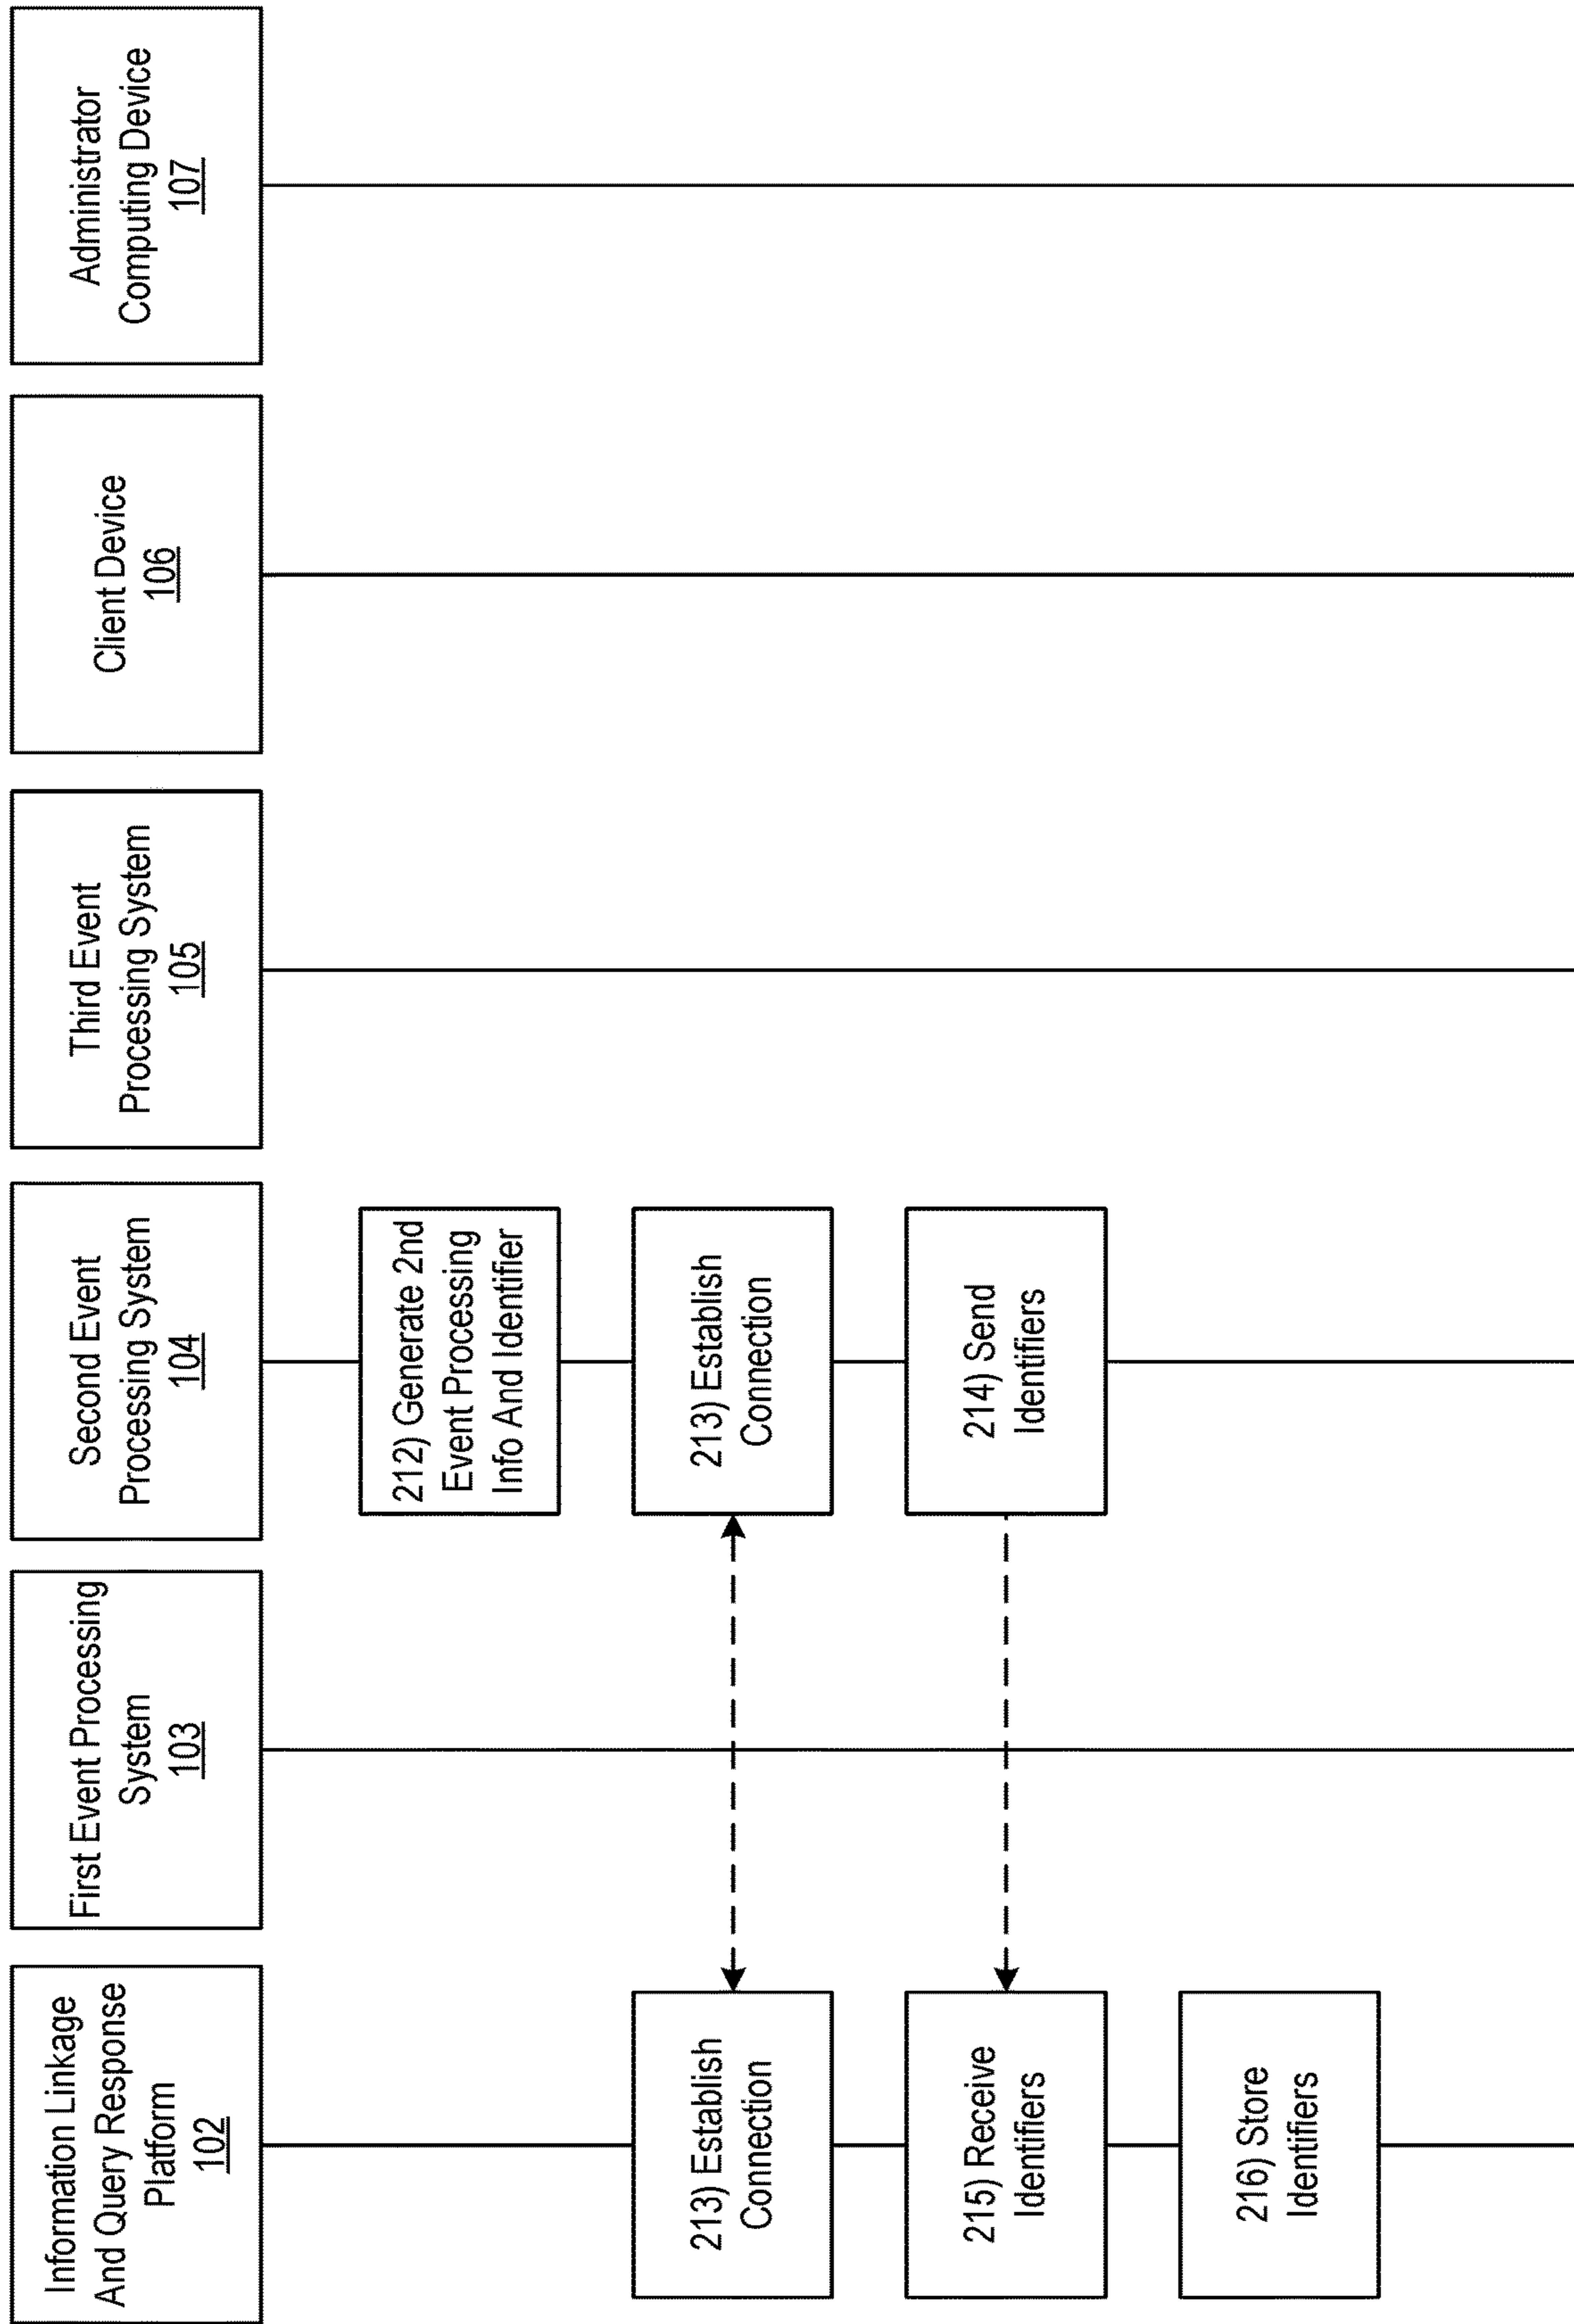 Information Linkage
And Query Response
Platform
102
First Event Processing
System
103
Second Event
Processing System
104
Third Event
Processing System
105
Client Device
106
Administrator
Computing Device
107
212) Generate 2nd
Event Processing
Info And Identifier
213) Establish
Connection
213) Establish
Connection
215) Receive
Identifiers
214) Send
Identifiers
216) Store
Identifiers